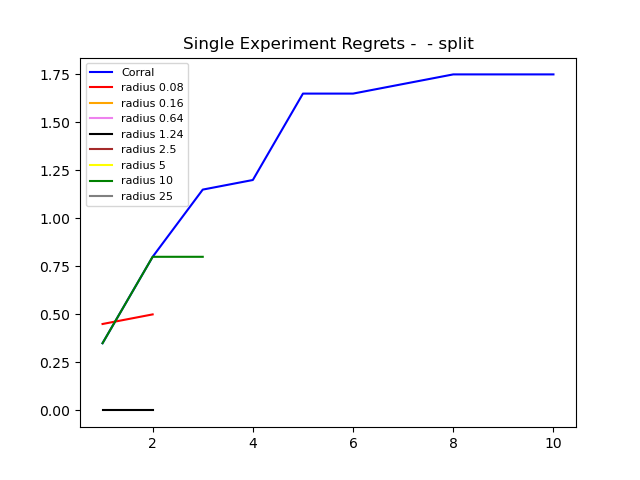 Single Experiment Regrets -  - split
Corral
radius 0.08
radius 0.16
radius 0.64
radius 1.24
radius 2.5
radius 5
radius 10
radius 25
1.75
1.50
1.25
1.00
0.75
0.50
0.25
0.00
2 4 6 8 10